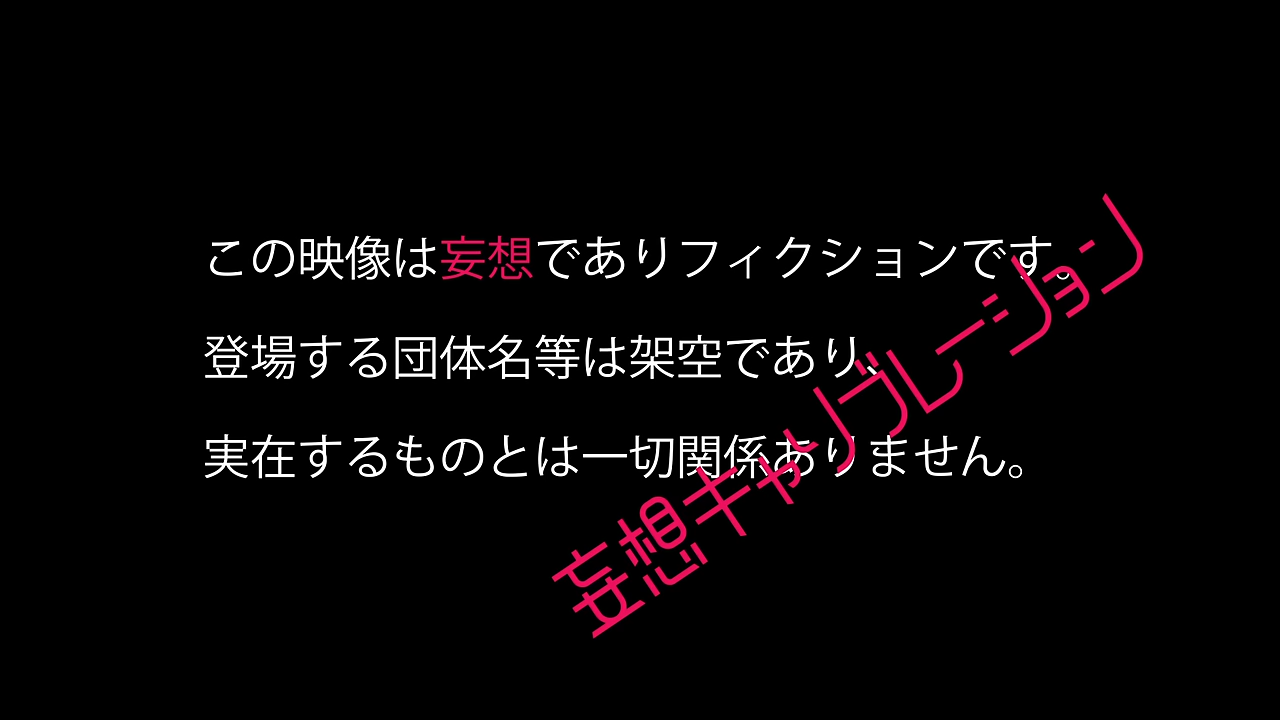 この映像は妄想でありフィクションです。
登場する団体名等は架空であり、
実在するものとは一切関係ありません。
妄想キャリブレーション